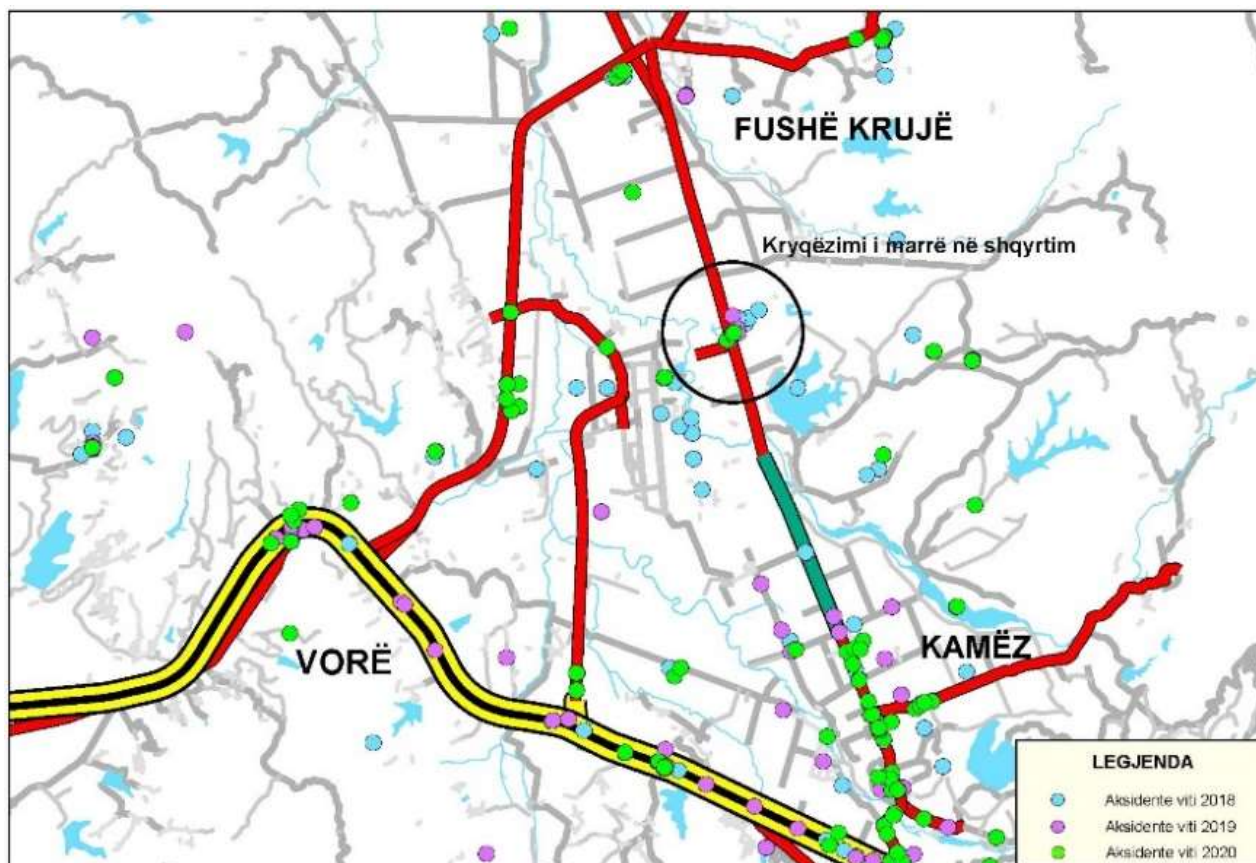 FUSHË KRUJË
Kryqëzimi i marrë në shqyrtim
VORË
KAMËZ
LEGJENDA
Aksidente viti 2018
Aksidente viti 2019
Aksidente viti 2020